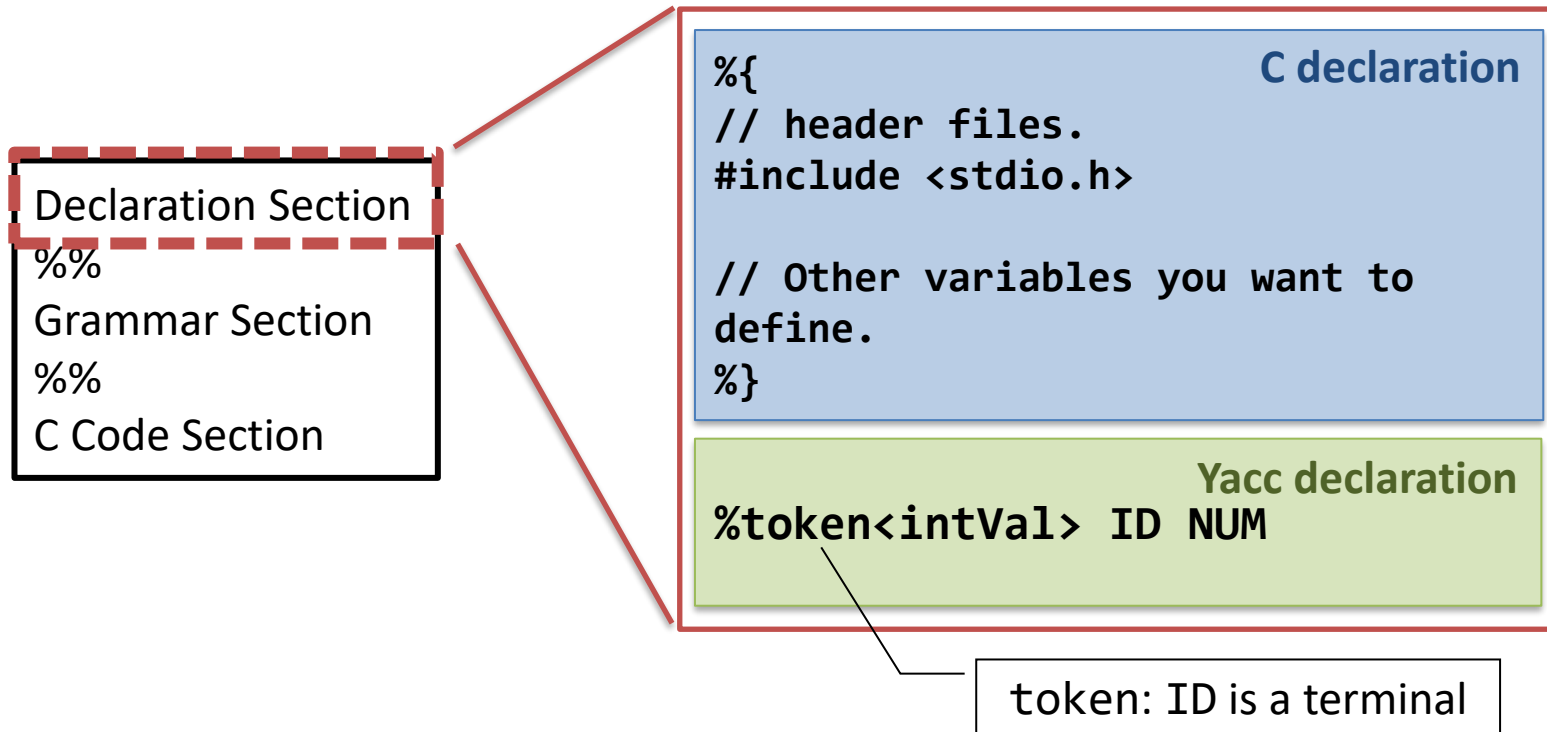 Declaration Section
%%
Grammar Section
%%
C Code Section
C declaration
%{
// header files.
#include <stdio.h>
// Other variables you want to
define.
%}
Yacc declaration
%token<intVal> ID NUM
token: ID is a terminal